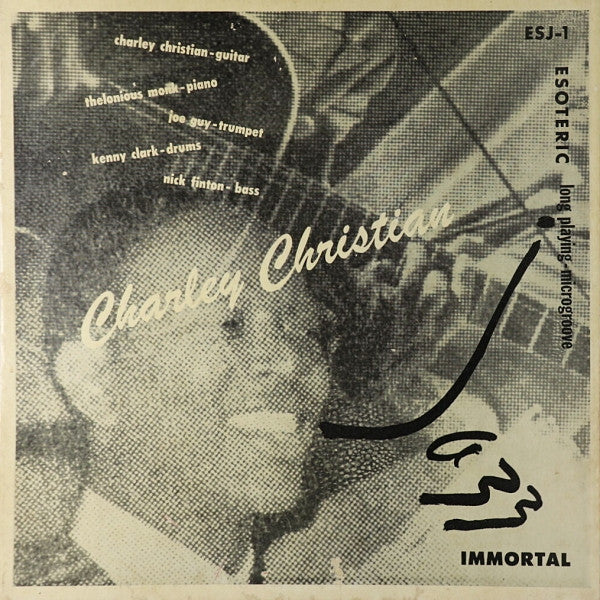 charley christian-guitar
thelonious monk-piano
joe guy-trumpet
kenny clark-drums
nick finton-bass
Charley Christian
ESJ-1
ESOTERIC long playing-microgroove
Jazz
IMMORTAL